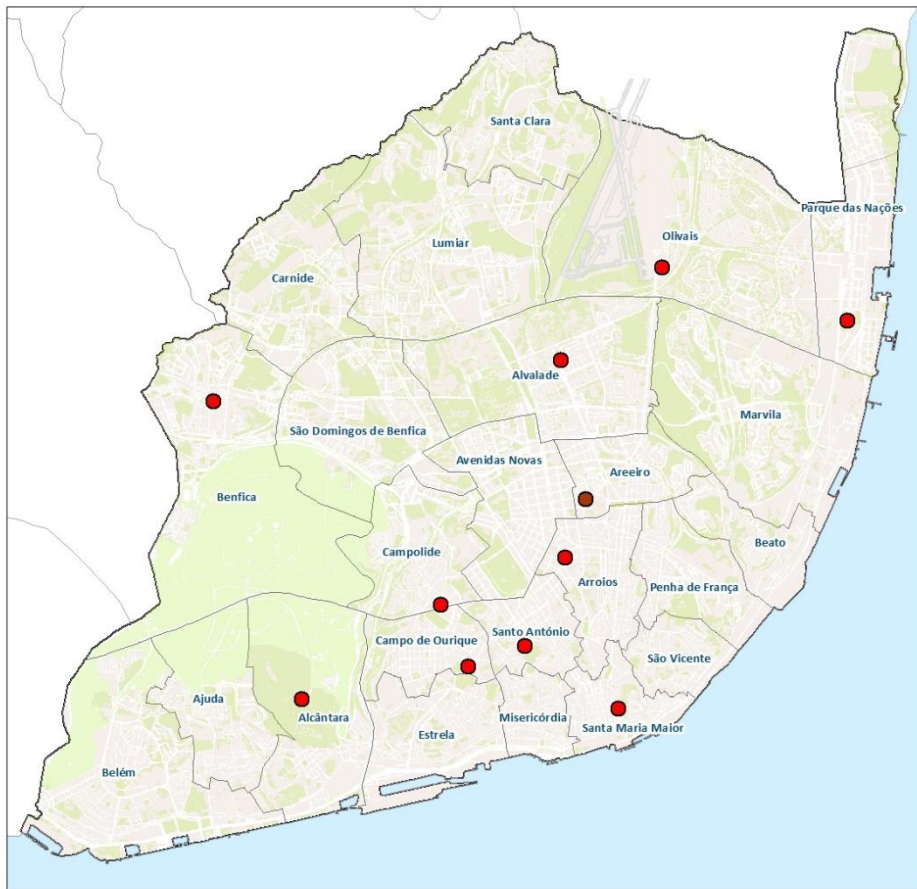 Santa Clara
Parque das Nações
Olivais
Lumiar
Carnide
Alvalade
Marvila
São Domingos de Benfica
Avenidas Novas
Areeiro
Benfica
Beato
Campolide
Arroios
Penha de França
Santo António
Campo de Ourique
São Vicente
Ajuda
Alcântara
Misericórdia
Santa Maria Maior
Estrela
Belém